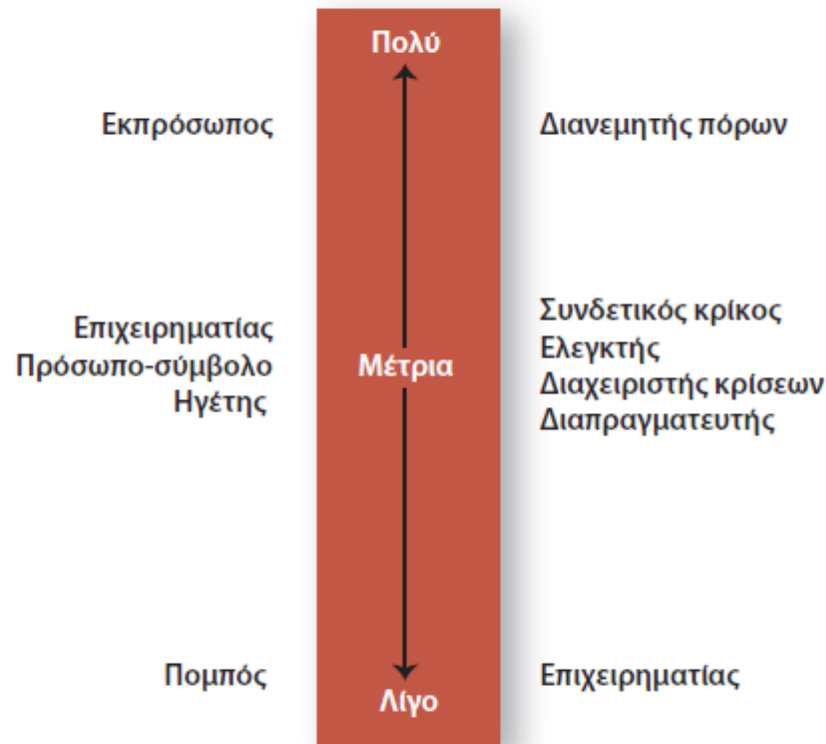 Πολύ
Εκπρόσωπος
Διανεμητής πόρων
Επιχειρηματίας
Πρόσωπο-σύμβολο
Ηγέτης
Μέτρια
Συνδετικός κρίκος
Ελεγκτής
Διαχειριστής κρίσεων
Διαπραγματευτής
Πομπός
Επιχειρηματίας
Λίγο